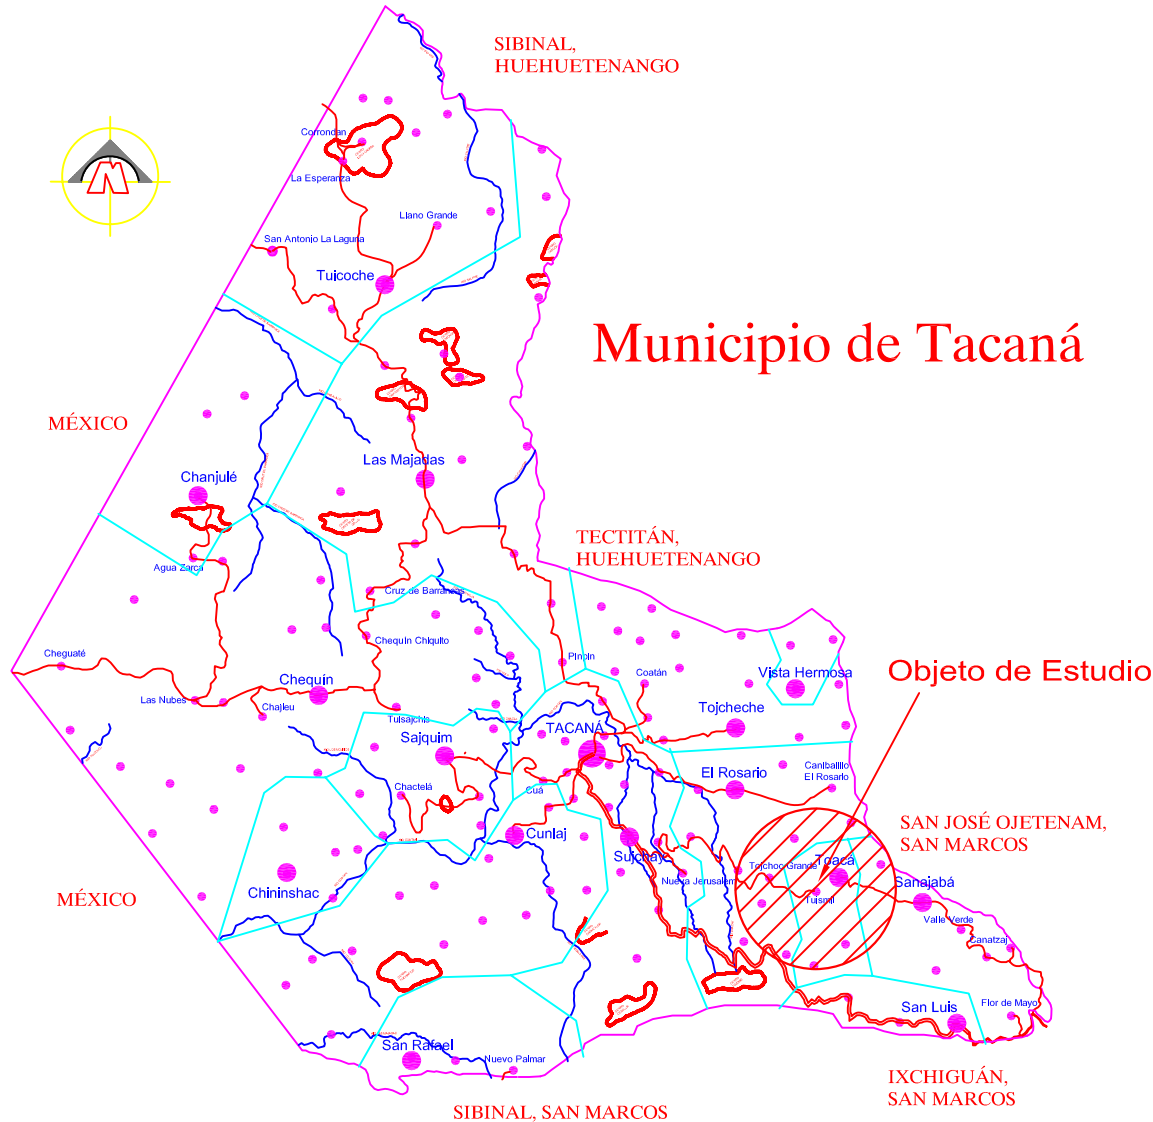 SIBINAL,
HUEHUETENANGO
Corrondan
La Esperanza
Llano Grande
San Antonjo La Laguna
Tuicoche
Municipio de Tacaná
MÉXICO
Las Majadas
Chanjulé
TECTITÁN,
HUEHUETENANGO
Agua Zarca
Cruz de Barrancas
Chequin Chiquito
Cheguaté
Pinpin
Coatán
Vista Hermosa
Objeto de Estudio
Chequín
Las Nubes
Chajleu
Tuisajchis
Tojcheche
TACANÁ
Sajquim
El Rosario
Canibalillo
El Rosario
Chactelá
Cuá
SAN JOSÉ OJETENAM,
SAN MARCOS
Cunlaj
Sujchay
Tojchoc Grande
Toacá
Chininshac
Nueva Jerusalem
Sanajabá
Tuismil
MÉXICO
Valle Verde
Canatzaj
San Luis
Flor de Mayo
San Rafael
Nuevo Palmar
IXCHIGUÁN,
SAN MARCOS
SIBINAL, SAN MARCOS